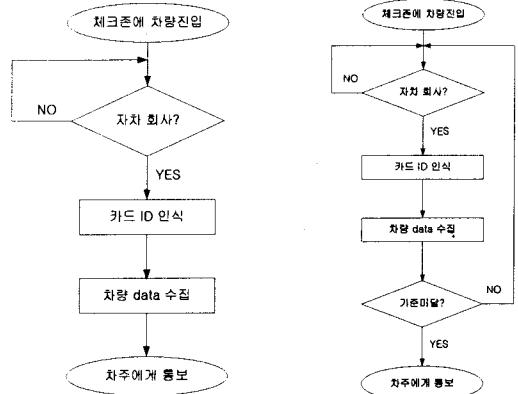 체크존에 차량진입
NO
자차 회사?
YES
카드 ID 인식
차량 data 수집
차주에게 통보
체크존에 차량진입
NO
자차 회사?
YES
카드 ID 인식
차량 data 수집
기준미달?
NO
YES
차주에게 통보